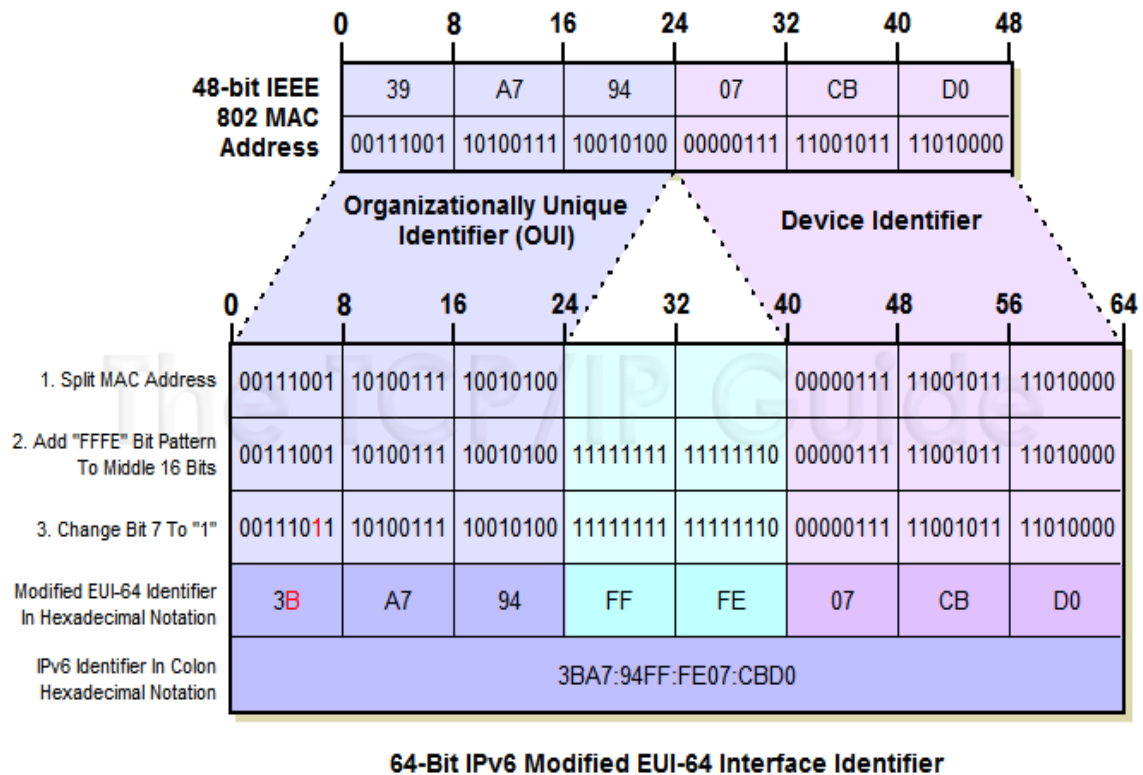 0 8 16 24 32 40 48
48-bit IEEE
802 MAC
Address
39 A7 94 07 CB D0
00111001 10100111 10010100 00000111 11001011 11010000
Organizationally Unique
Identifier (OUI)
Device Identifier
0 8 16 24 32 40 48 56 64
The TCP/IP Guide
1. Split MAC Address 00111001 10100111 10010100 00000111 11001011 11010000
2. Add "FFFE" Bit Pattern
To Middle 16 Bits
00111001 10100111 10010100 11111111 11111110 00000111 11001011 11010000
3. Change Bit 7 To "1" 00111011 10100111 10010100 11111111 11111110 00000111 11001011 11010000
Modified EUI-64 Identifier
In Hexadecimal Notation
3B A7 94 FF FE 07 CB D0
IPv6 Identifier In Colon
Hexadecimal Notation
3BA7:94FF:FE07:CBD0
64-Bit IPv6 Modified EUI-64 Interface Identifier